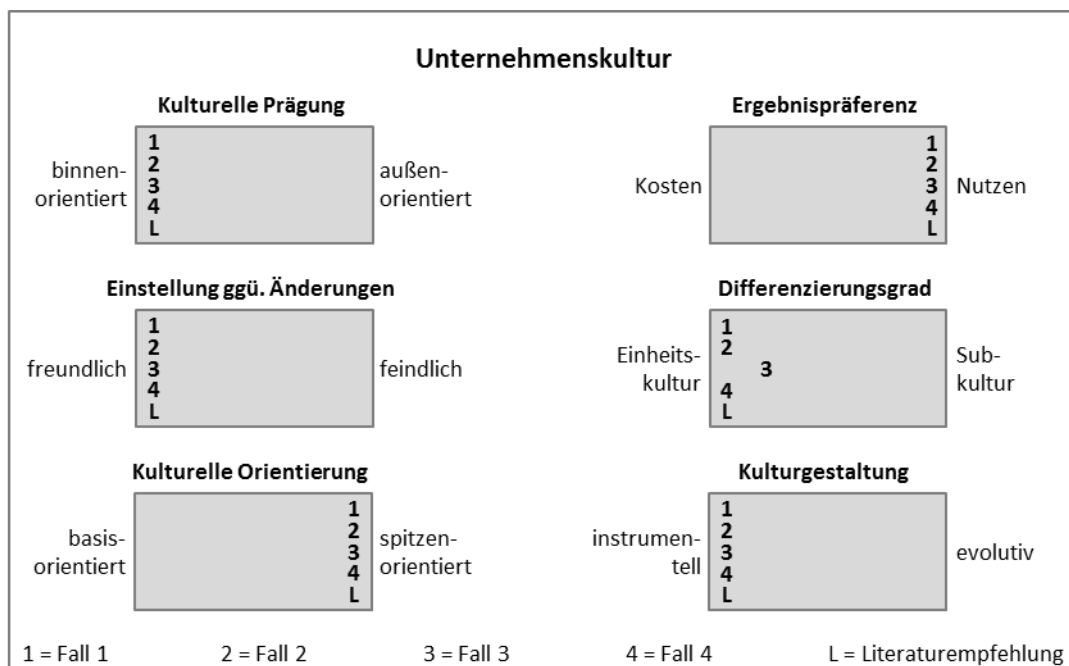 Unternehmenskultur
Kulturelle Prägung
binnen-
orientiert
1
2
3
4
L
außen-
orientiert
Ergebnispräferenz
Kosten
1
2
3
4
L
Nutzen
Einstellung ggü. Änderungen
freundlich
1
2
3
4
L
feindlich
Differenzierungsgrad
Einheits-
kultur
1
2
3
4
L
Sub-
kultur
Kulturelle Orientierung
basis-
orientiert
1
2
3
4
L
spitzen-
orientiert
Kulturgestaltung
instrumen-
tell
1
2
3
4
L
evolutiv
1 = Fall 1 2 = Fall 2 3 = Fall 3 4 = Fall 4 L = Literaturempfehlung